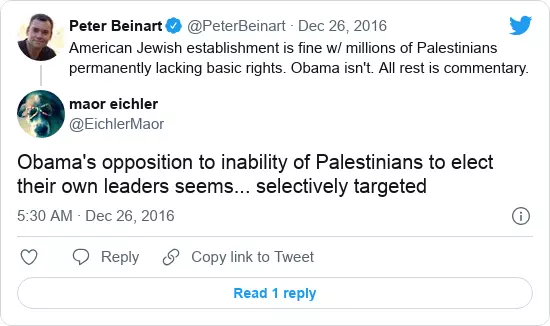 Peter Beinart @PeterBeinart · Dec 26, 2016
American Jewish establishment is fine w/ millions of Palestinians
permanently lacking basic rights. Obama isn't. All rest is commentary.
maor eichler
@EichlerMaor
Obama's opposition to inability of Palestinians to elect
their own leaders seems... selectively targeted
5:30 AM · Dec 26, 2016
Reply Copy link to Tweet
Read 1 reply